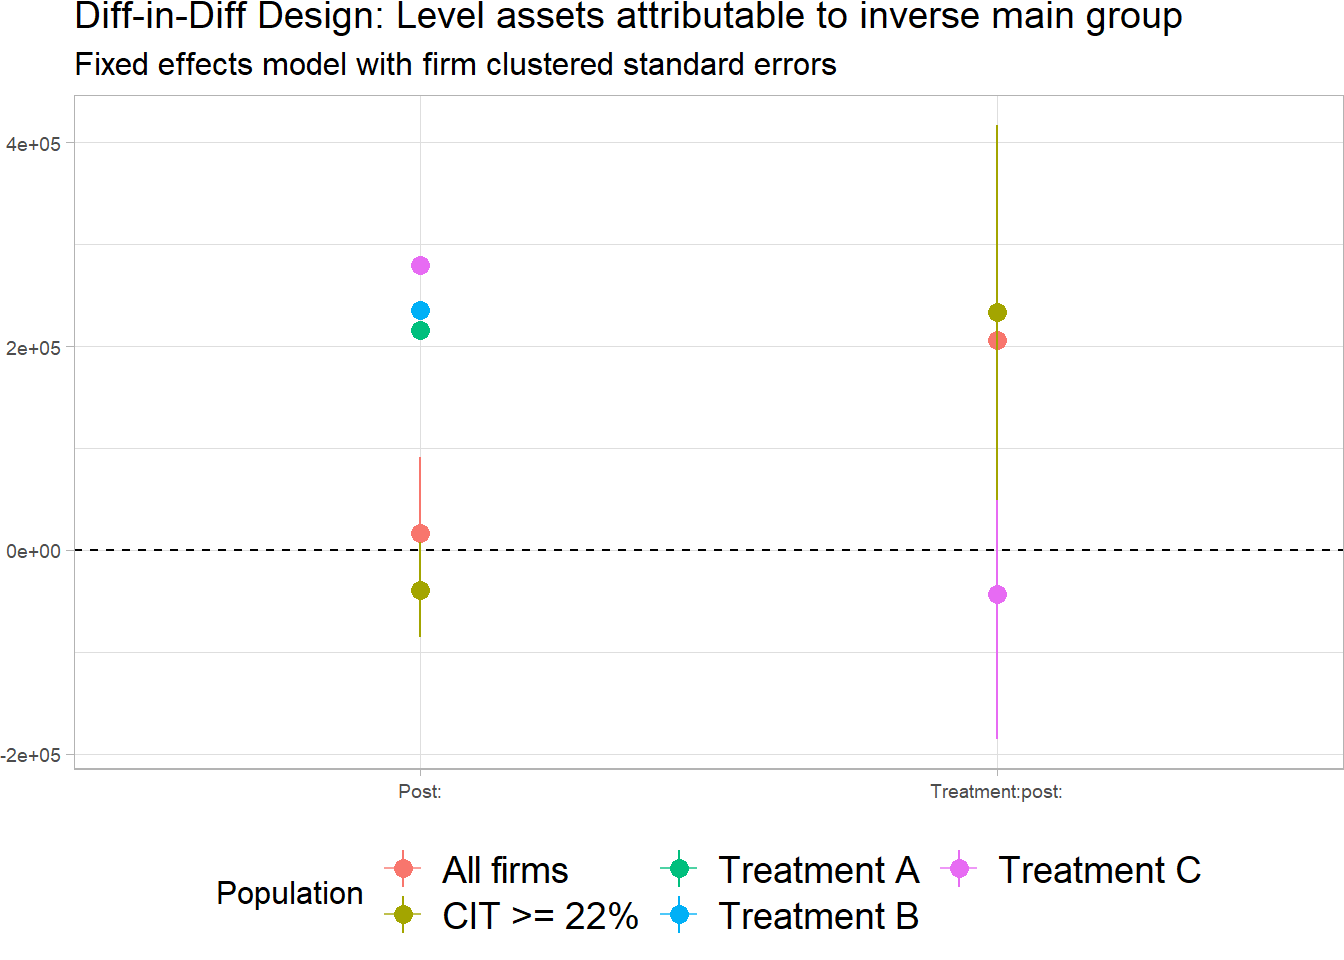 Diff-in-Diff Design: Level assets attributable to inverse main group
Fixed effects model with firm clustered standard errors
4e+05
2e+05
0e+00
-2e+05
Post:
Treatment:post:
Population
All firms
Treatment A
Treatment C
CIT >= 22%
Treatment B